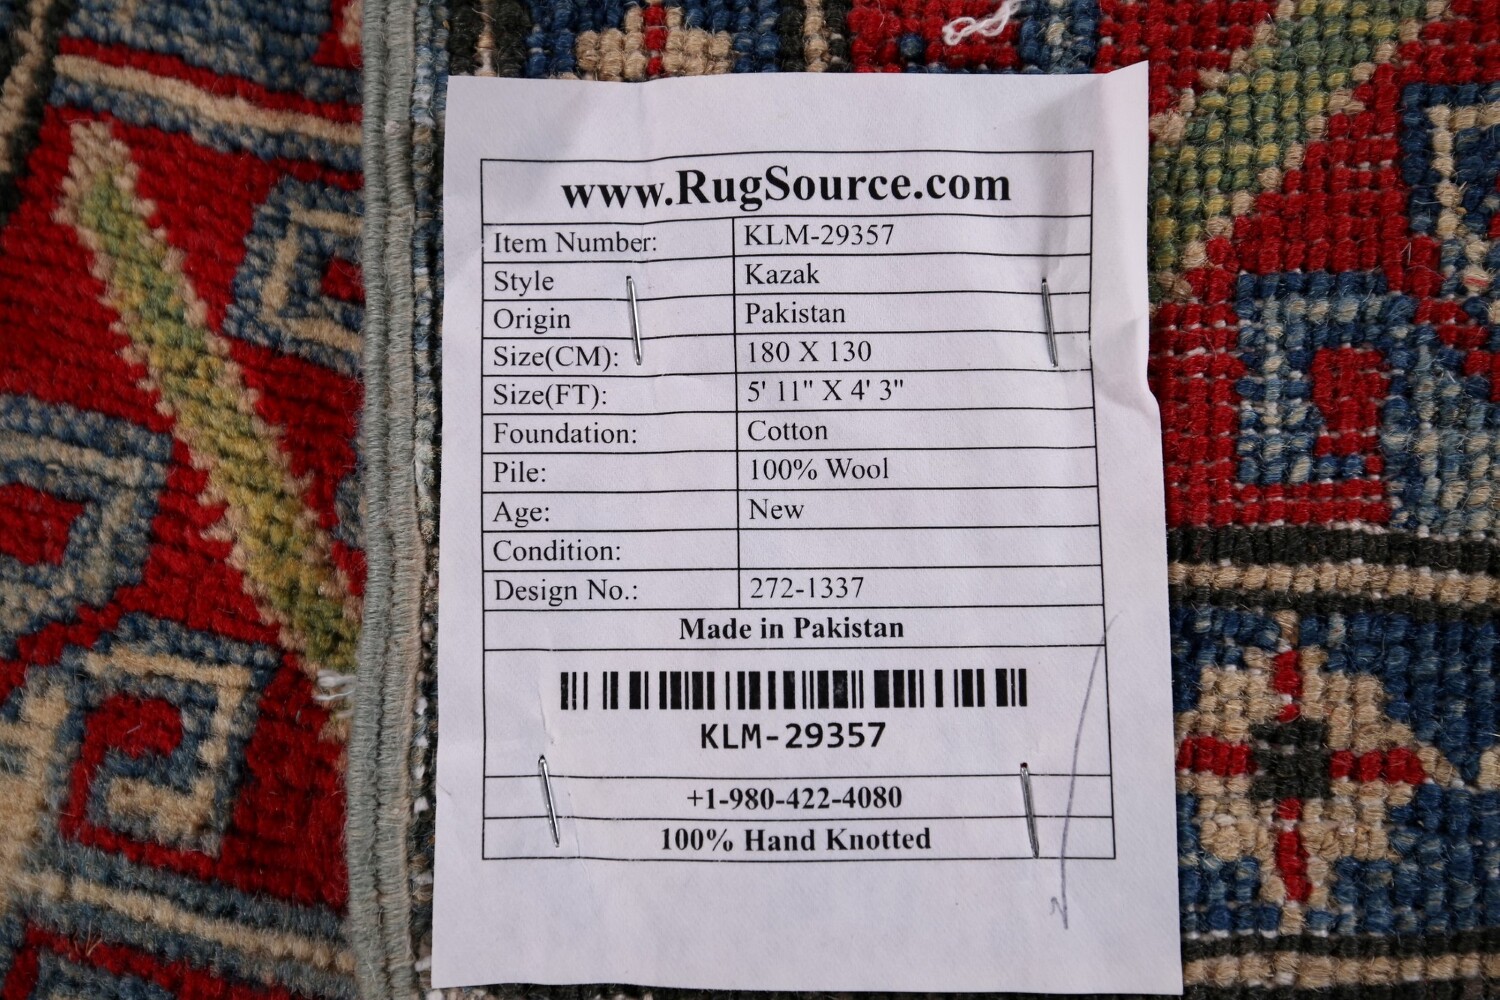 www.RugSource.com
Item Number: KLM-29357
Style Kazak
Origin Pakistan
Size(CM): 180 X 130
Size(FT): 5' 11" X 4' 3"
Foundation: Cotton
Pile: 100% Wool
Age: New
Condition:
Design No.: 272-1337
Made in Pakistan
KLM-29357
+1-980-422-4080
100% Hand Knotted